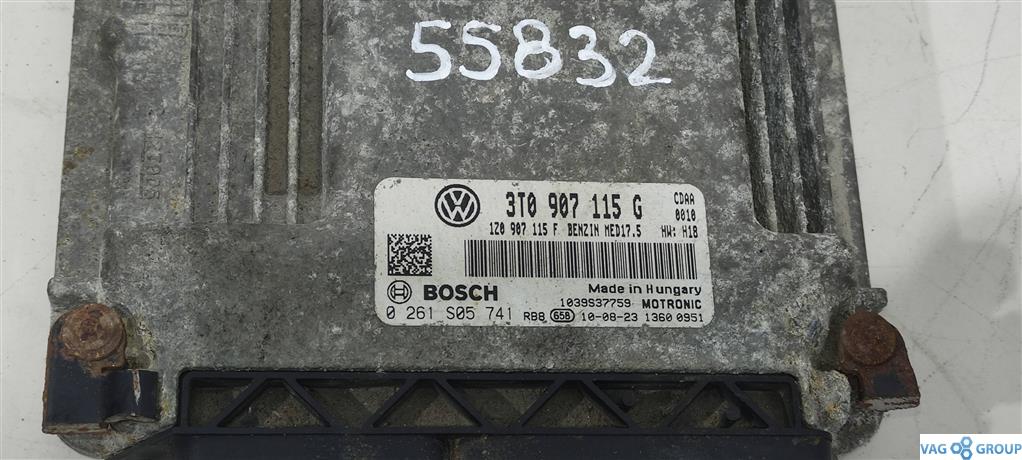 55832
3T0 907 115 G
CDAA
0010
1Z0 907 115 F BENZIN MED17.5 HW: H18
Made in Hungary
BOSCH
1039S37759 MOTRONIC
0 261 S05 741 RBB 658 10-08-23 1360 0951
VAG GROUP